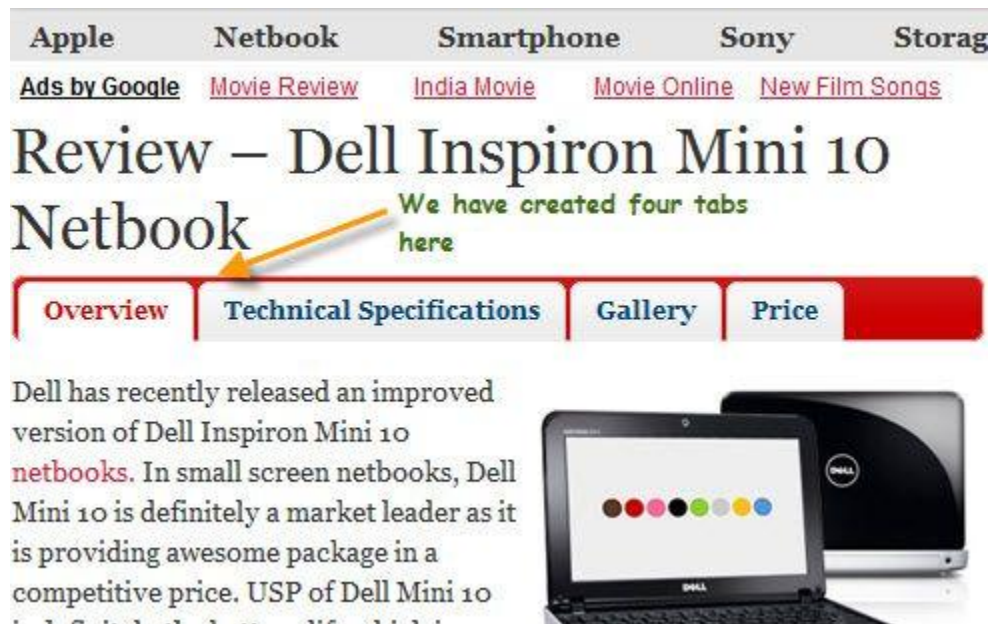 Apple Netbook Smartphone Sony Storag
Ads by Google Movie Review India Movie Movie Online New Film Songs
Review – Dell Inspiron Mini 10
Netbook
We have created four tabs
here
Overview Technical Specifications Gallery Price
Dell has recently released an improved
version of Dell Inspiron Mini 10
netbooks. In small screen netbooks, Dell
Mini 10 is definitely a market leader as it
is providing awesome package in a
competitive price. USP of Dell Mini 10
DELL
DELL